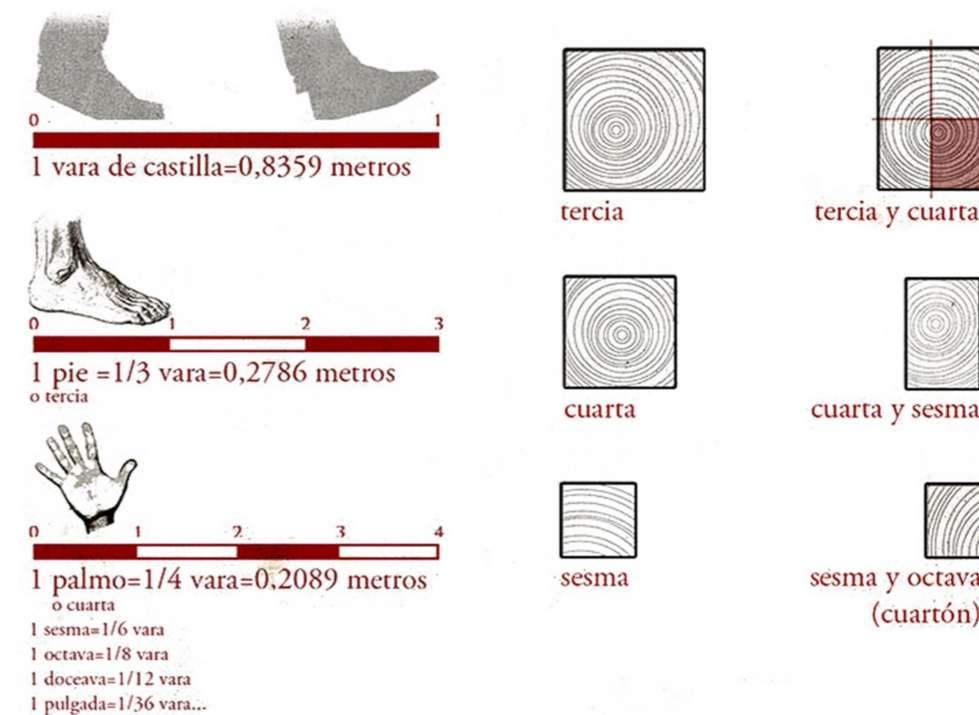 0 1
1 vara de castilla=0,8359 metros
0 1 2 3
1 pie =1/3 vara=0,2786 metros
o tercia
0 1 2 3 4
1 palmo=1/4 vara=0,2089 metros
o cuarta
1 sesma=1/6 vara
1 octava=1/8 vara
1 doceava=1/12 vara
1 pulgada=1/36 vara...
tercia
tercia y cuarta
cuarta
cuarta y sesma
sesma
sesma y octava
(cuartón)